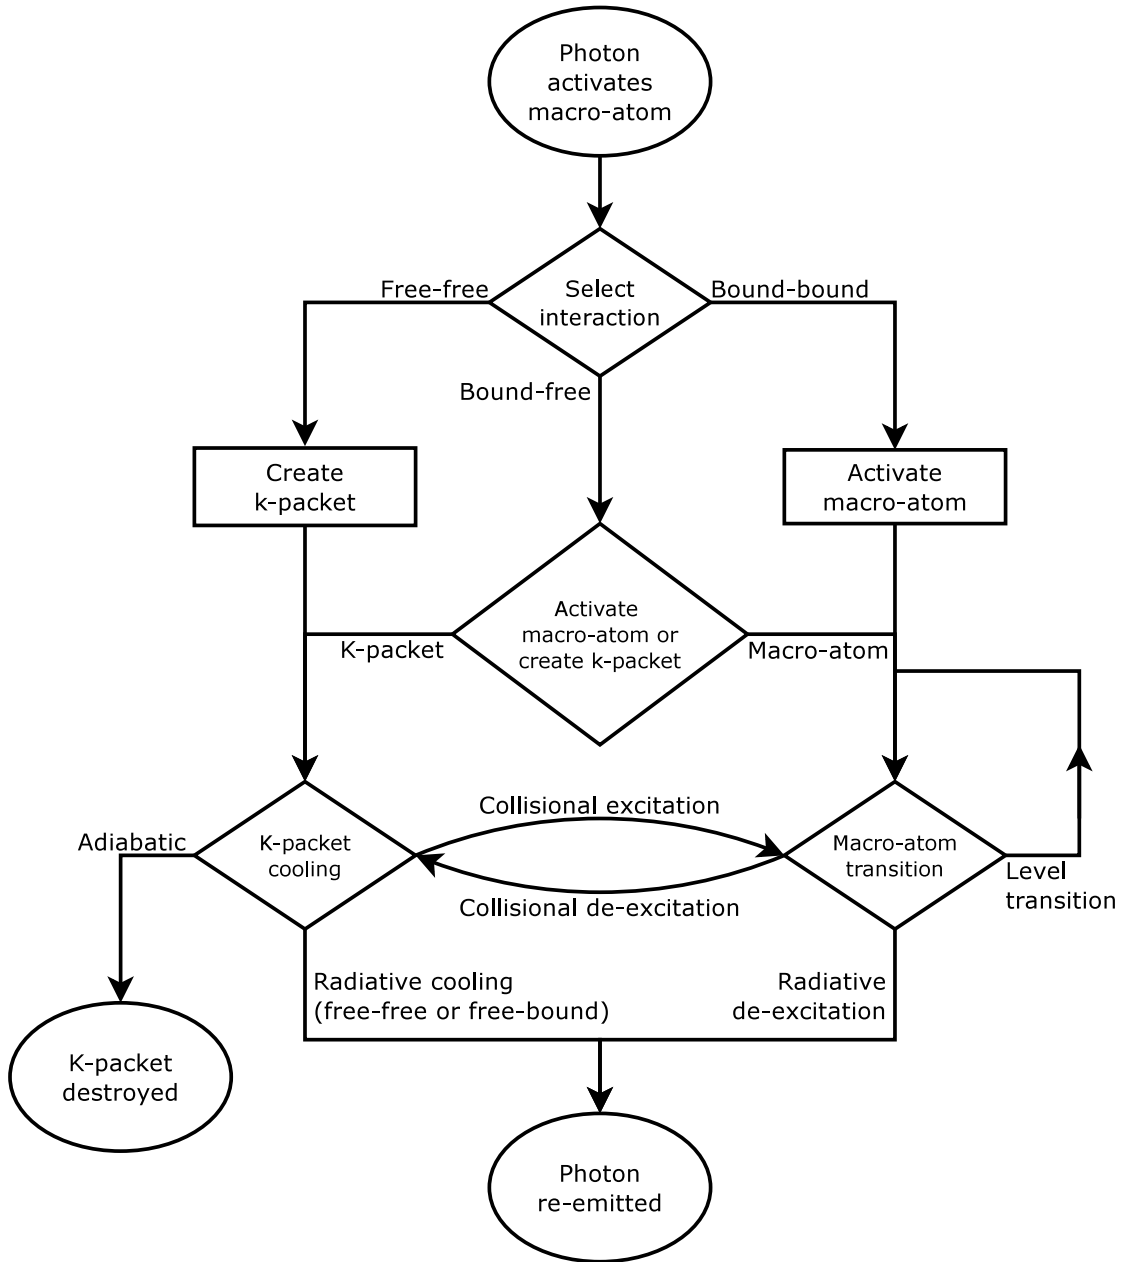 Photon
activates
macro-atom
Free-free
Select
interaction
Bound-bound
Bound-free
Create
k-packet
Activate
macro-atom
Activate
macro-atom or
create k-packet
K-packet
Macro-atom
Collisional excitation
Adiabatic
K-packet
cooling
Macro-atom
transition
Level
transition
Collisional de-excitation
Radiative cooling
(free-free or free-bound)
Radiative
de-excitation
K-packet
destroyed
Photon
re-emitted